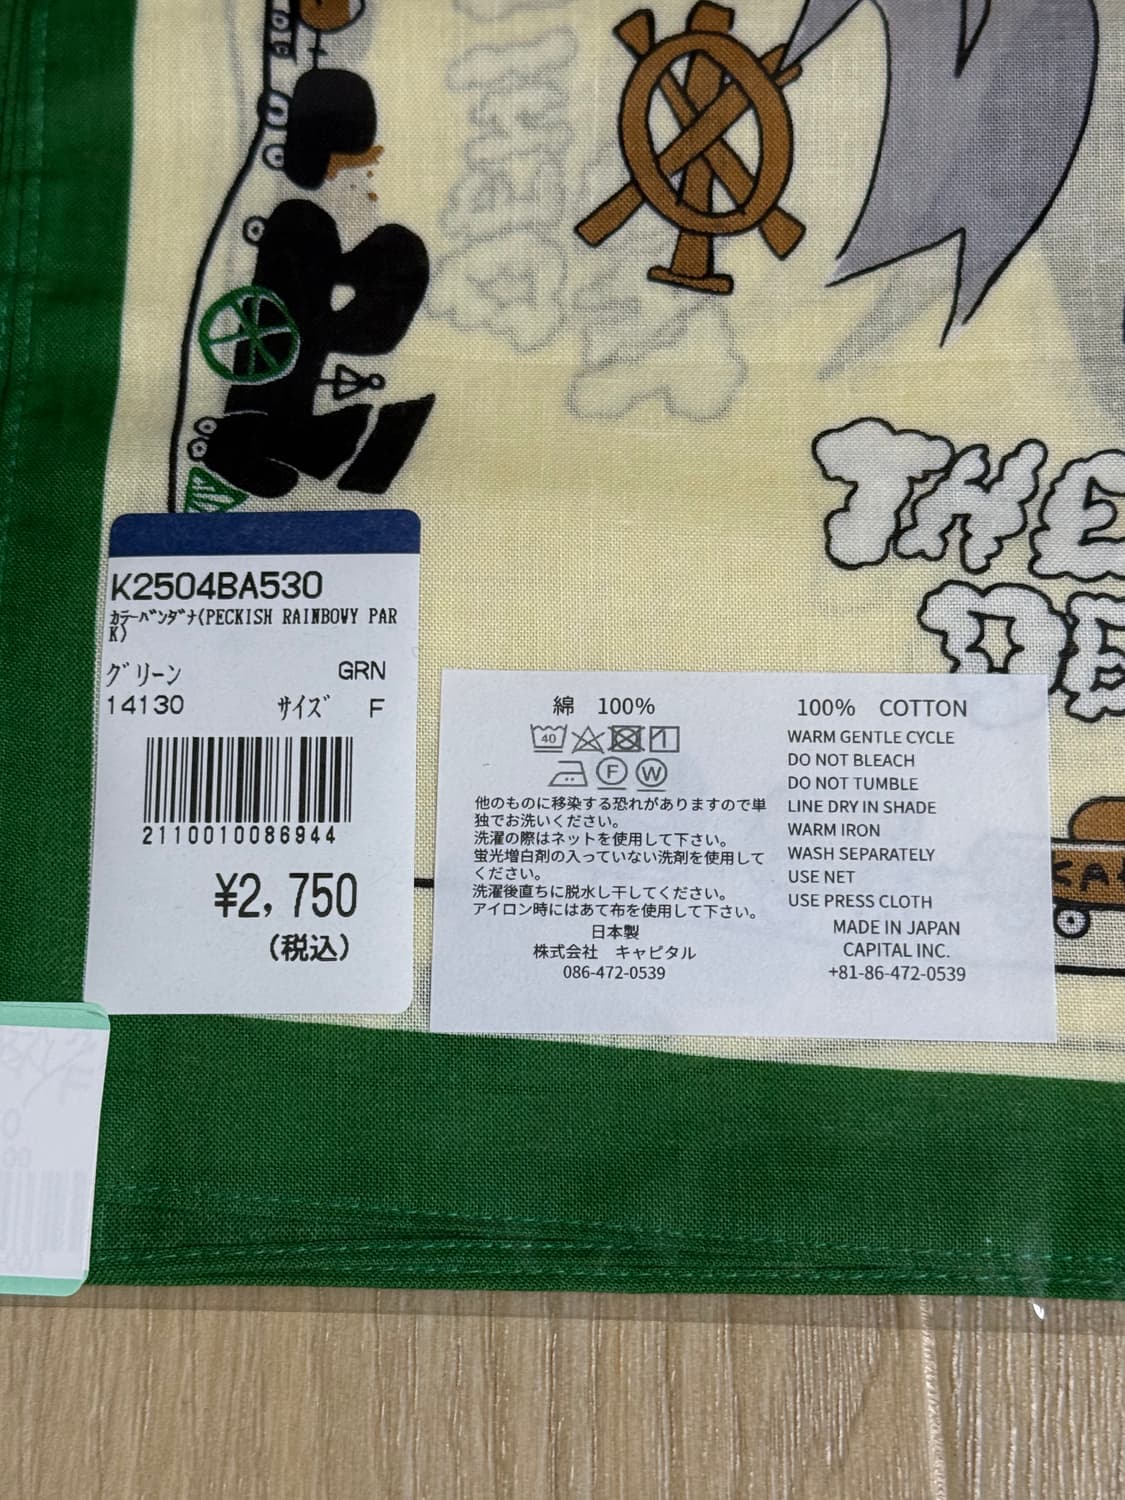 THE
DE
K2504BA530
カラーバンダナ(PECKISH RAINBOWY PAR
K)
グリーン GRN
14130 サイズ F
2110010086944
¥2,750
(税込)
綿 100%
40
F W
他のものに移染する恐れがありますので単
独でお洗いください。
洗濯の際はネットを使用して下さい。
蛍光増白剤の入っていない洗剤を使用して
ください。
洗濯後直ちに脱水し干してください。
アイロン時にはあて布を使用して下さい。
日本製
株式会社 キャピタル
086-472-0539
100% COTTON
WARM GENTLE CYCLE
DO NOT BLEACH
DO NOT TUMBLE
LINE DRY IN SHADE
WARM IRON
WASH SEPARATELY
USE NET
USE PRESS CLOTH
MADE IN JAPAN
CAPITAL INC.
+81-86-472-0539